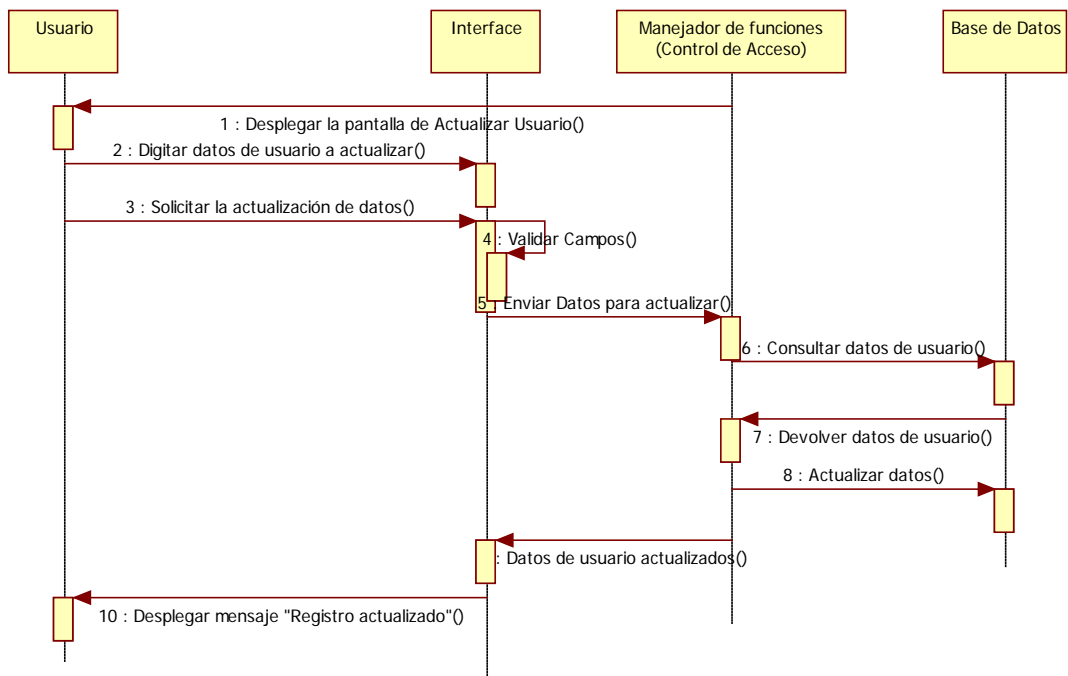 Usuario
Interface
Manejador de funciones
(Control de Acceso)
Base de Datos
1 : Desplegar la pantalla de Actualizar Usuario()
2 : Digitar datos de usuario a actualizar()
3 : Solicitar la actualización de datos()
4 : Validar Campos()
5 : Enviar Datos para actualizar()
6 : Consultar datos de usuario()
7 : Devolver datos de usuario()
8 : Actualizar datos()
: Datos de usuario actualizados()
10 : Desplegar mensaje "Registro actualizado"()